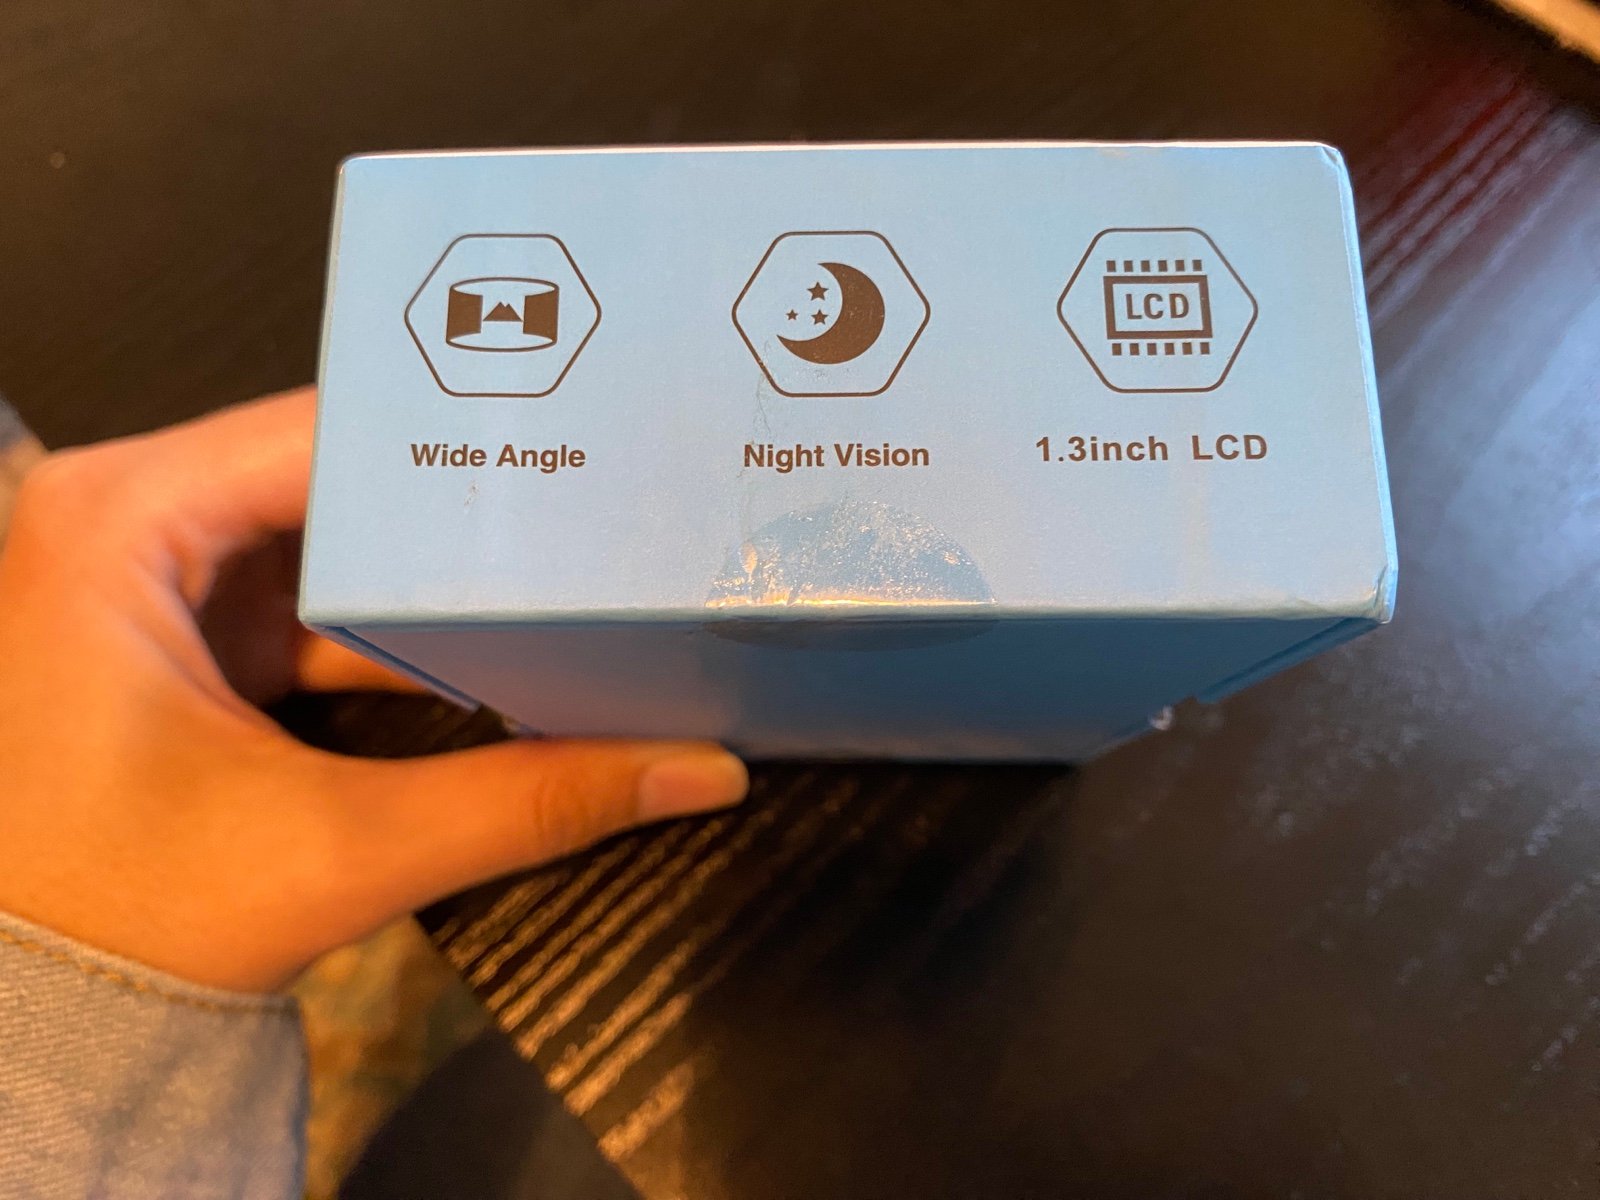 LCD
Wide Angle
Night Vision
1.3inch LCD